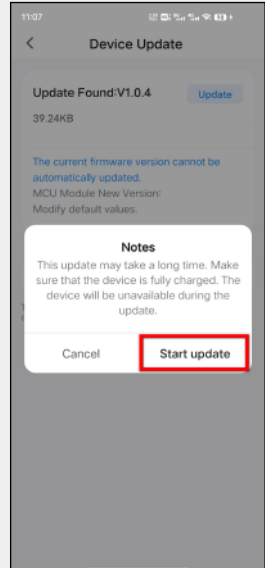 11:07
Device Update
Update Found:V1.0.4
Update
39.24KB
The current firmware version cannot be
automatically updated.
MCU Module New Version:
Modify default values.
Notes
This update may take a long time. Make
sure that the device is fully charged. The
device will be unavailable during the
update.
Cancel
Start update